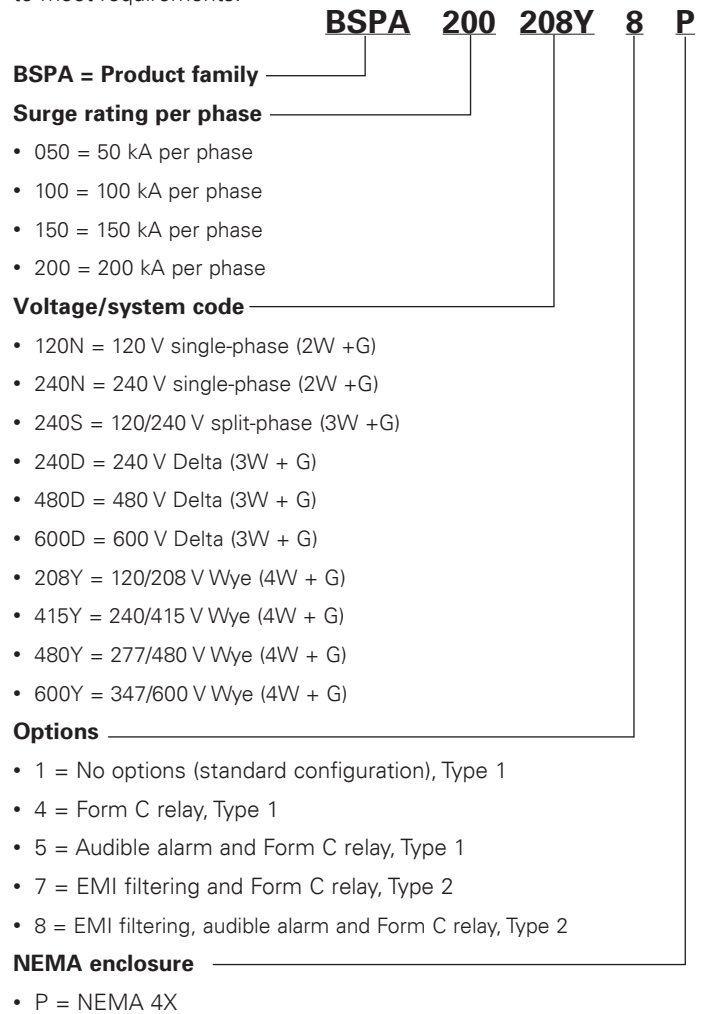 to meet requirements.
BSPA 200 208Y 8 P
BSPA = Product family
Surge rating per phase
• 050 = 50 kA per phase
• 100 = 100 kA per phase
• 150 = 150 kA per phase
• 200 = 200 kA per phase
Voltage/system code
• 120N = 120 V single-phase (2W +G)
• 240N = 240 V single-phase (2W +G)
• 240S = 120/240 V split-phase (3W +G)
• 240D = 240 V Delta (3W + G)
• 480D = 480 V Delta (3W + G)
• 600D = 600 V Delta (3W + G)
• 208Y = 120/208 V Wye (4W + G)
• 415Y = 240/415 V Wye (4W + G)
• 480Y = 277/480 V Wye (4W + G)
• 600Y = 347/600 V Wye (4W + G)
Options
• 1 = No options (standard configuration), Type 1
• 4 = Form C relay, Type 1
• 5 = Audible alarm and Form C relay, Type 1
• 7 = EMI filtering and Form C relay, Type 2
• 8 = EMI filtering, audible alarm and Form C relay, Type 2
NEMA enclosure
• P = NEMA 4X